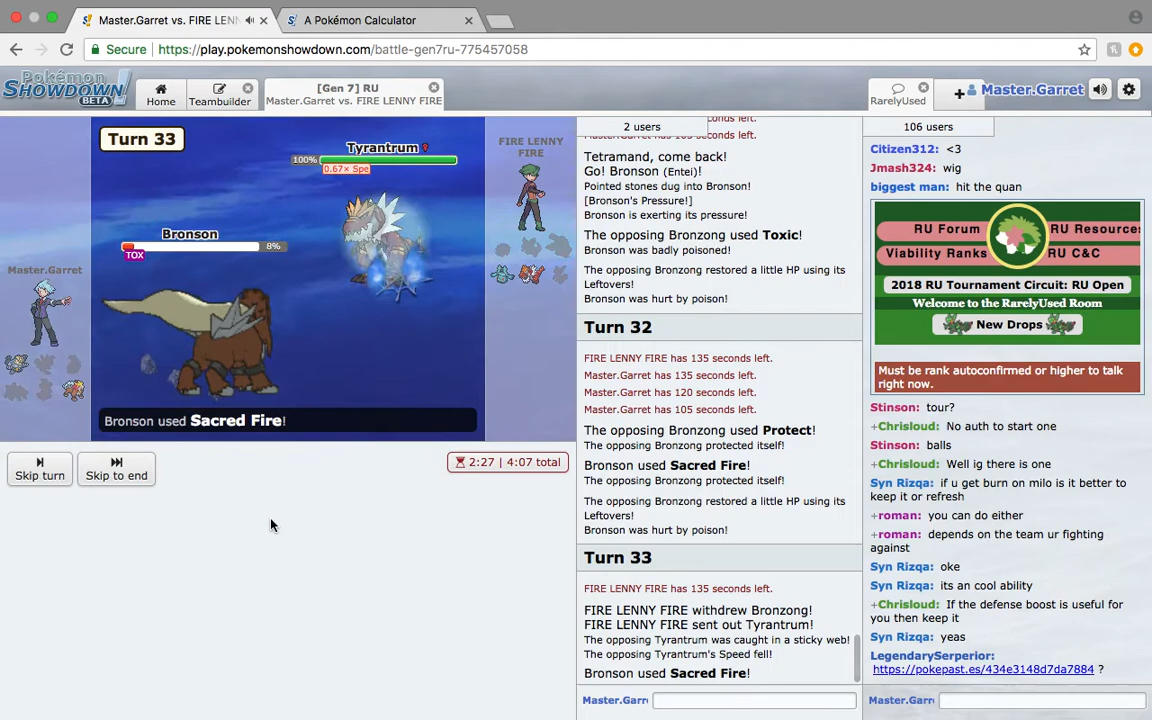 Master.Garret vs. FIRE LENN
A Pokémon Calculator
Secure
https://play.pokemonshowdown.com/battle-gen7ru-775457058
Pokémon
SHOWDOWN!
BETA
Home
Teambuilder
[Gen 7] RU
Master.Garret vs. FIRE LENNY FIRE
RarelyUsed
+
Master.Garret
Turn 33
Tyrantrum
100%
0.67× Spe
Bronson
8%
TOX
Master.Garret
FIRE LENNY
FIRE
Bronson used Sacred Fire!
Skip turn
Skip to end
2:27 | 4:07 total
2 users
Tetramand, come back!
Go! Bronson (Entei)!
Pointed stones dug into Bronson!
[Bronson's Pressure!]
Bronson is exerting its pressure!
The opposing Bronzong used Toxic!
Bronson was badly poisoned!
The opposing Bronzong restored a little HP using its
Leftovers!
Bronson was hurt by poison!
Turn 32
FIRE LENNY FIRE has 135 seconds left.
Master.Garret has 135 seconds left.
Master.Garret has 120 seconds left.
Master.Garret has 105 seconds left.
The opposing Bronzong used Protect!
The opposing Bronzong protected itself!
Bronson used Sacred Fire!
The opposing Bronzong protected itself!
The opposing Bronzong restored a little HP using its
Leftovers!
Bronson was hurt by poison!
Turn 33
FIRE LENNY FIRE has 135 seconds left.
FIRE LENNY FIRE withdrew Bronzong!
FIRE LENNY FIRE sent out Tyrantrum!
The opposing Tyrantrum was caught in a sticky web!
The opposing Tyrantrum's Speed fell!
Bronson used Sacred Fire!
Master.Garr
106 users
Citizen312: <3
Jmash324: wig
biggest man: hit the quan
RU Forum
RU Resources
Viability Ranks
RU C&C
2018 RU Tournament Circuit: RU Open
Welcome to the RarelyUsed Room
New Drops
Must be rank autoconfirmed or higher to talk
right now.
Stinson: tour?
+Chrisloud: No auth to start one
Stinson: balls
+Chrisloud: Well ig there is one
Syn Rizqa: if u get burn on milo is it better to
keep it or refresh
+roman: you can do either
+roman: depends on the team ur fighting
against
Syn Rizqa: oke
Syn Rizqa: its an cool ability
+Chrisloud: If the defense boost is useful for
you then keep it
Syn Rizqa: yeas
LegendarySerperior:
https://pokepast.es/434e3148d7da7884 ?
Master.Garr